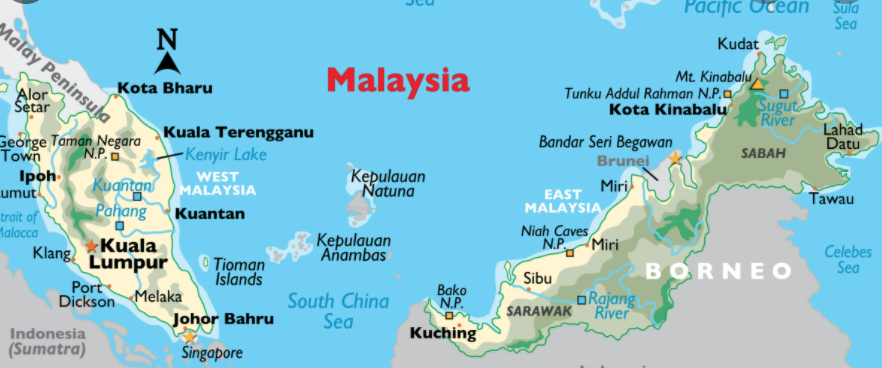 Sea
Pacific Ocean
Sulu
Sea
N
Malaysia
Malay Peninsula
Kota Bharu
Alor
Setar
George
Town
Taman Negara
N.P.
Kuala Terengganu
Kenyir Lake
Ipoh
WEST
MALAYSIA
umut
Kuantan
Pahang
Kuantan
trait of
Malacca
Kuala
Lumpur
Klang
Tioman
Islands
Port
Dickson
Melaka
Johor Bahru
Singapore
Indonesia
(Sumatra)
Kepulauan
Natuna
Kepulauan
Anambas
South China
Sea
Kudat
Mt. Kinabalu
Tunku Addul Rahman N.P.
Kota Kinabalu
Sugut
River
Lahad
Datu
SABAH
Bandar Seri Begawan
Brunei
Tawau
Miri
EAST
MALAYSIA
Niah Caves
N.P.
Miri
Celebes
Sea
BORNEO
Sibu
Bako
N.P.
SARAWAK
Rajang
River
Kuching